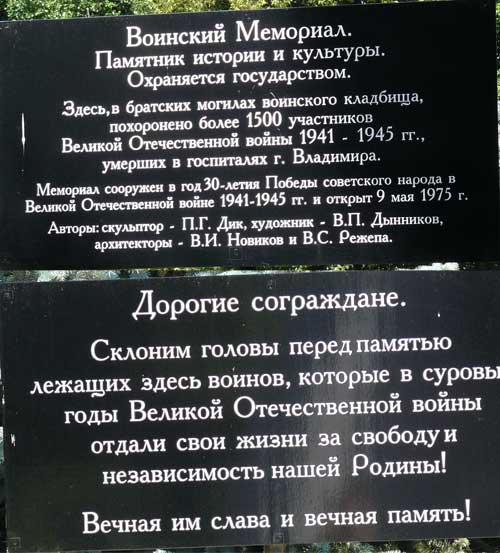 Воинский Мемориал.
Памятник истории и культуры.
Охраняется государством.
Здесь, в братских могилах воинского кладбища,
похоронено более 1500 участников
Великой Отечественной войны 1941 - 1945 гг.,
умерших в госпиталях г. Владимира.
Мемориал сооружен в год 30-летия Победы советского народа в
Великой Отечественной войне 1941-1945 гг. и открыт 9 мая 1975 г.
Авторы: скульптор - П.Г. Дик, художник - В.П. Дынников,
архитекторы - В.И. Новиков и В.С. Режепа.
Дорогие сограждане.
Склоним головы перед памятью
лежащих здесь воинов, которые в суровы
годы Великой Отечественной войны
отдали свои жизни за свободу и
независимость нашей Родины!
Вечная им слава и вечная память!